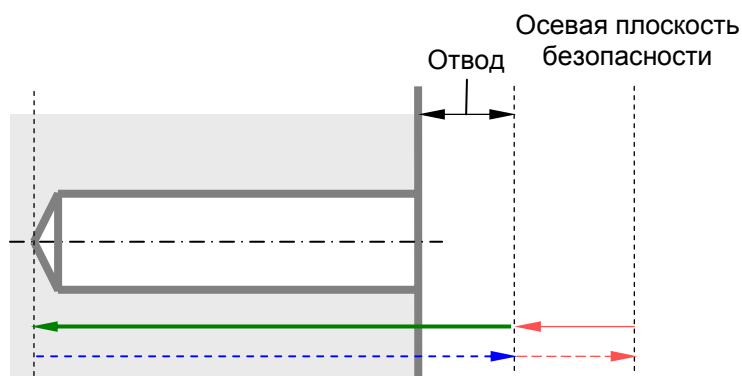 Осевая плоскость
безопасности
Отвод